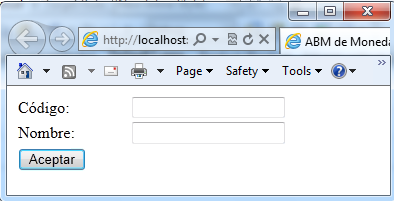 http://localhost:
ABM de Moneda
Page Safety Tools
Código:
Nombre:
Aceptar